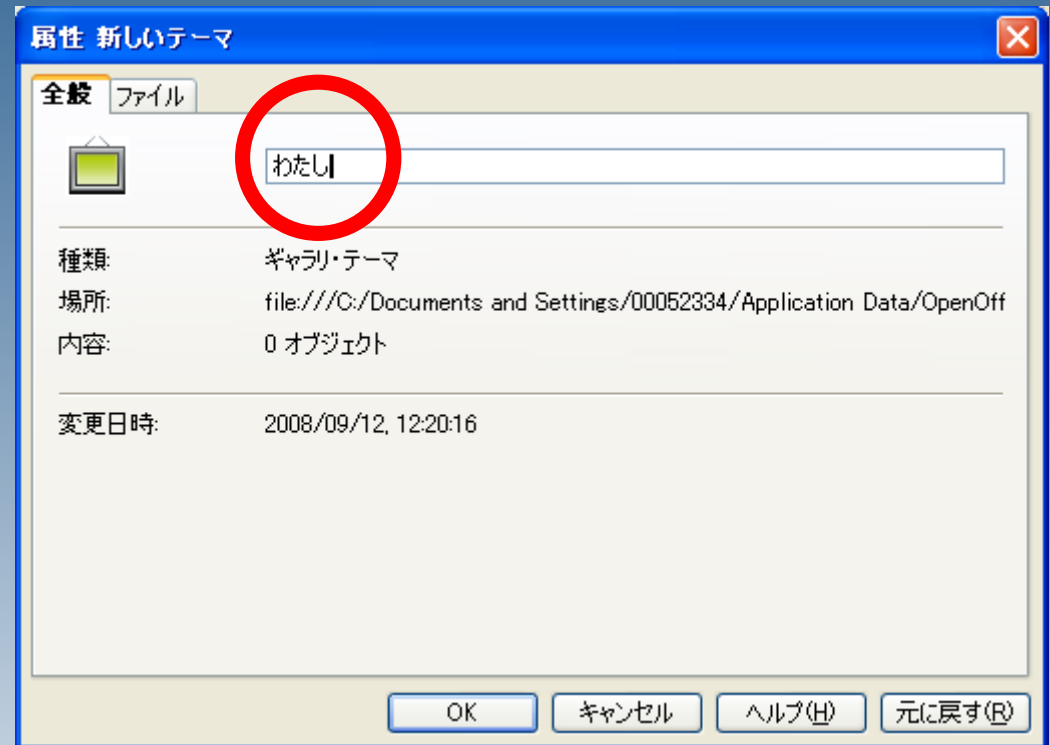 属性 新しいテーマ
全般 ファイル
わたし
種類: ギャラリ・テーマ
場所: file:///C:/Documents and Settings/00052334/Application Data/OpenOff
内容: 0 オブジェクト
変更日時: 2008/09/12, 12:20:16
OK キャンセル ヘルプ(H) 元に戻す(R)